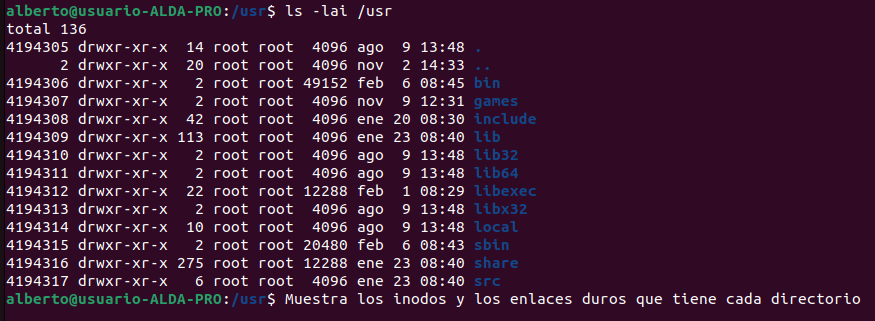 alberto@usuario-ALDA-PRO:/usr$ ls -lai /usr
total 136
4194305 drwxr-xr-x  14 root root  4096 ago  9 13:48 .
      2 drwxr-xr-x  20 root root  4096 nov  2 14:33 ..
4194306 drwxr-xr-x   2 root root 49152 feb  6 08:45 bin
4194307 drwxr-xr-x   2 root root  4096 nov  9 12:31 games
4194308 drwxr-xr-x  42 root root  4096 ene 20 08:30 include
4194309 drwxr-xr-x 113 root root  4096 ene 23 08:40 lib
4194310 drwxr-xr-x   2 root root  4096 ago  9 13:48 lib32
4194311 drwxr-xr-x   2 root root  4096 ago  9 13:48 lib64
4194312 drwxr-xr-x  22 root root 12288 feb  1 08:29 libexec
4194313 drwxr-xr-x   2 root root  4096 ago  9 13:48 libx32
4194314 drwxr-xr-x  10 root root  4096 ago  9 13:48 local
4194315 drwxr-xr-x   2 root root 20480 feb  6 08:43 sbin
4194316 drwxr-xr-x 275 root root 12288 ene 23 08:40 share
4194317 drwxr-xr-x   6 root root  4096 ene 23 08:40 src
alberto@usuario-ALDA-PRO:/usr$ Muestra los inodos y los enlaces duros que tiene cada directorio